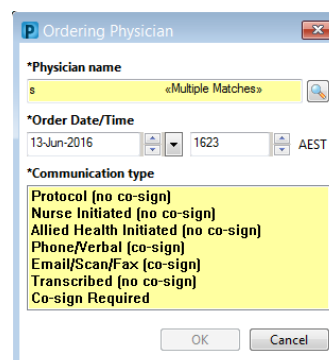 P Ordering Physician
*Physician name
s «Multiple Matches»
*Order Date/Time
13-Jun-2016 1623 AEST
*Communication type
Protocol (no co-sign)
Nurse Initiated (no co-sign)
Allied Health Initiated (no co-sign)
Phone/Verbal (co-sign)
Email/Scan/Fax (co-sign)
Transcribed (no co-sign)
Co-sign Required
OK Cancel